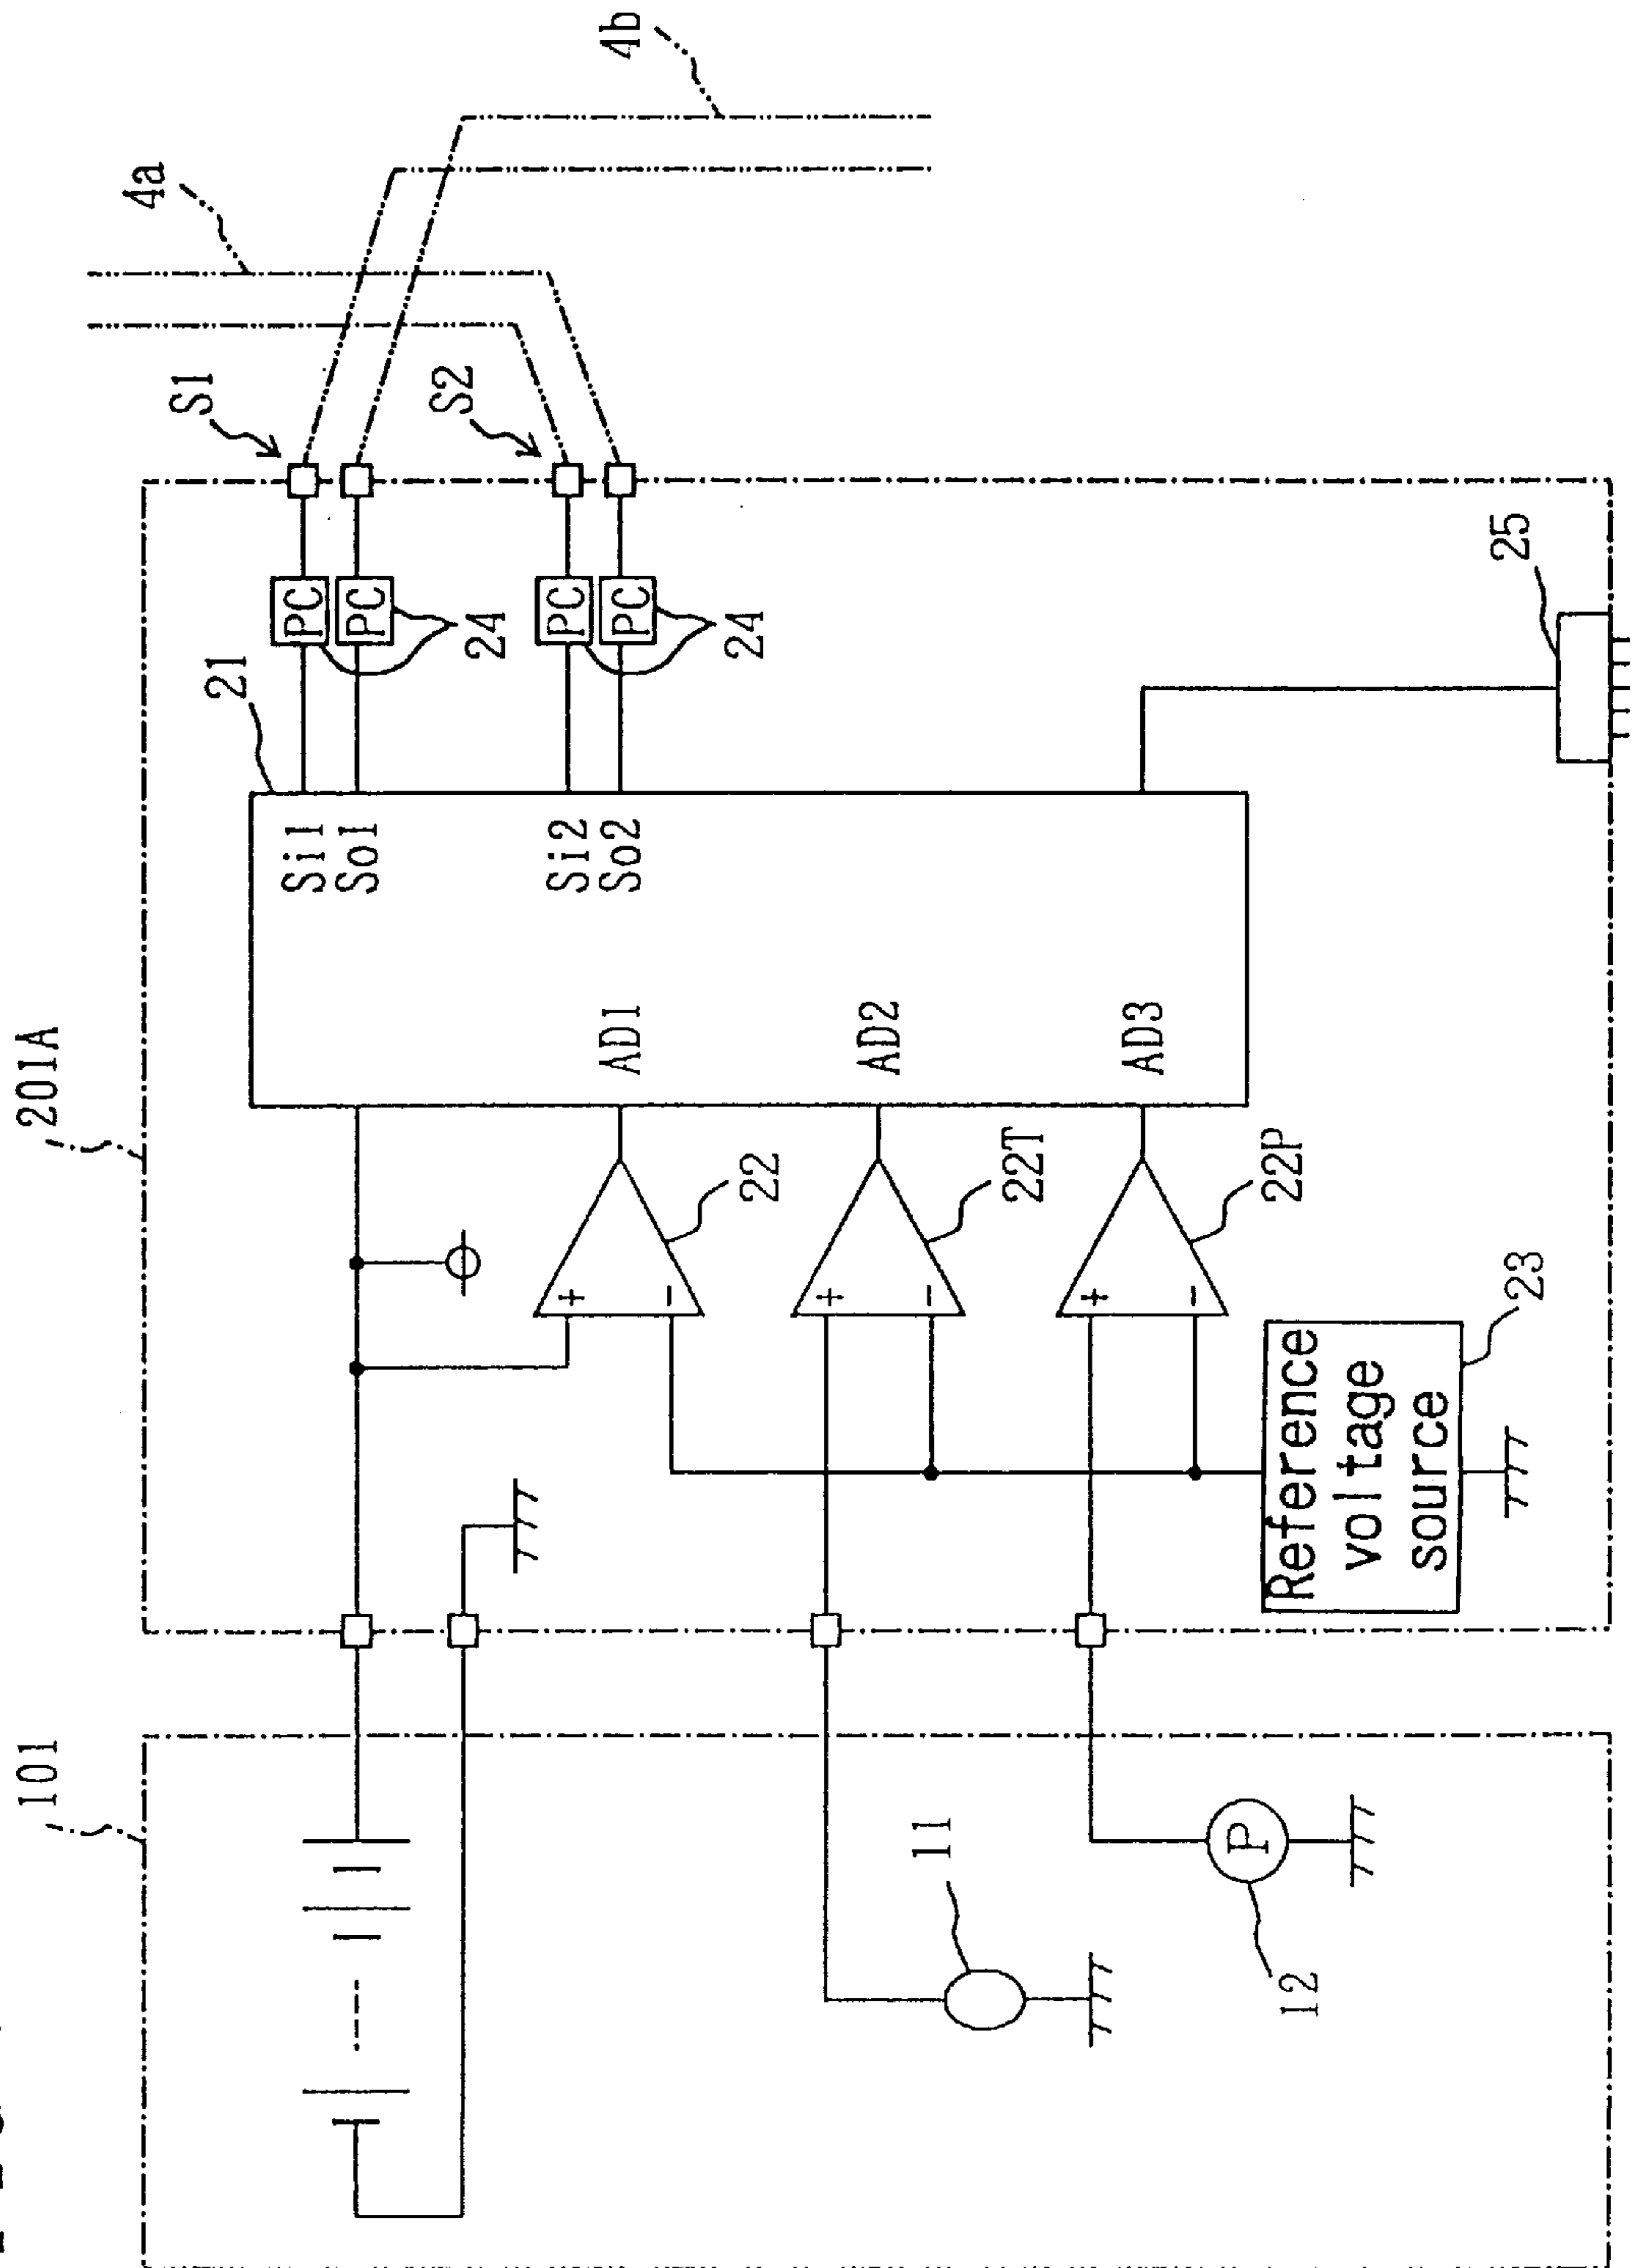 201A
101
4a
4b
S1
S2
PC
PC
24
PC
PC
24
21
Si1
So1
Si2
So2
AD1
AD2
AD3
22
22T
22P
+
-
+
-
+
-
Reference
voltage
source
23
25
11
P
12